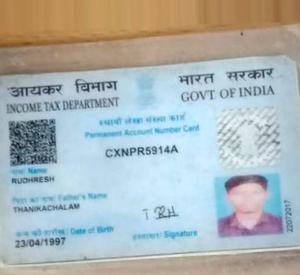 आयकर विभाग
INCOME TAX DEPARTMENT
भारत सरकार
GOVT OF INDIA
स्थायी लेखा संख्या कार्ड
Permanent Account Number Card
CXNPR5914A
नाम/ Name
RUDHRESH
पिता का नाम/ Father's Name
THANIKACHALAM
जन्म की तारीख/ Date of Birth
23/04/1997
हस्ताक्षर/ Signature
22072017